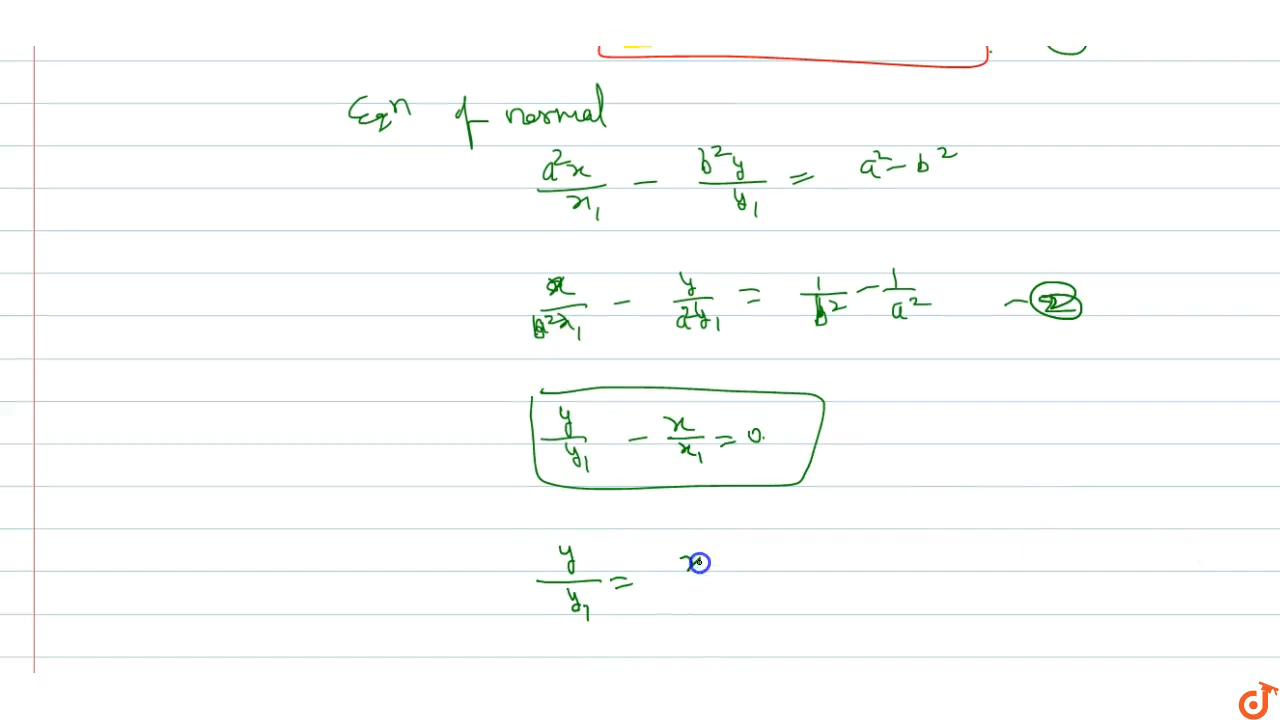 Eqn of normal
a²x/x₁ − b²y/y₁ = a² − b²
x/b²x₁ − y/a²y₁ = 1/b² − 1/a² − ②
y/y₁ − x/x₁ = 0.
y/y₁ = x